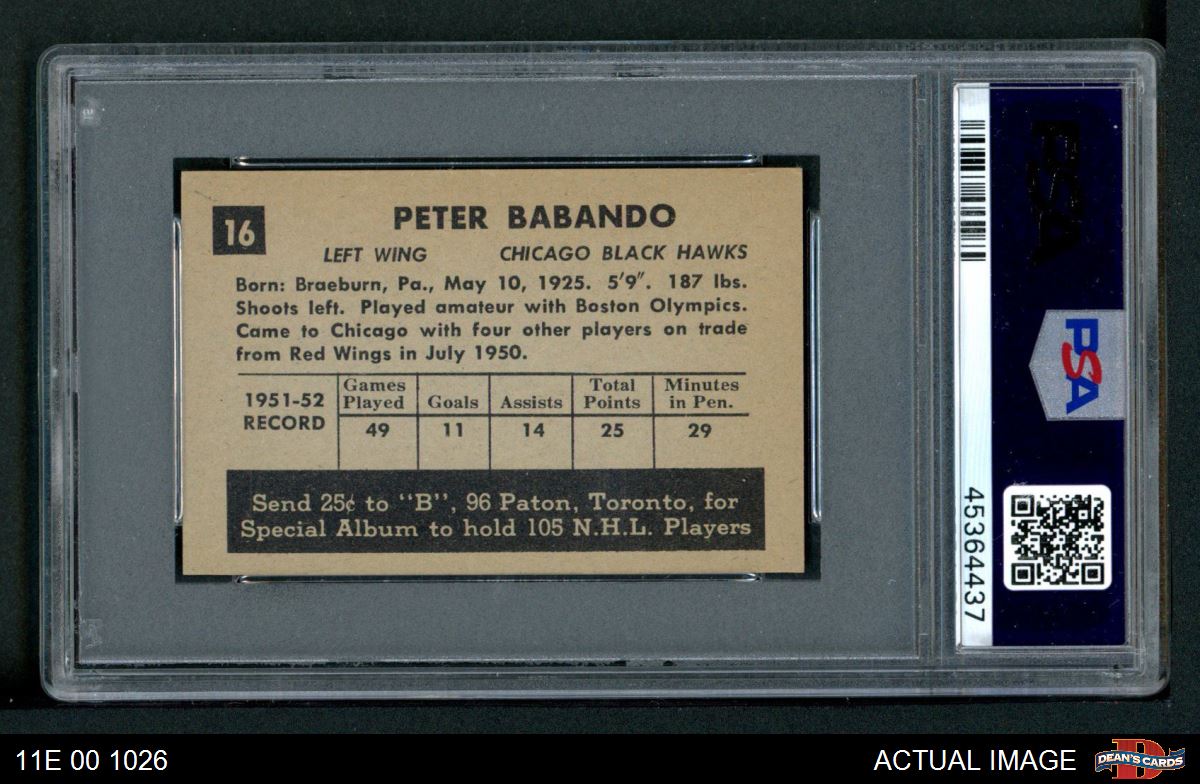 16
PETER BABANDO
LEFT WING CHICAGO BLACK HAWKS
Born: Braeburn, Pa., May 10, 1925. 5'9". 187 lbs.
Shoots left. Played amateur with Boston Olympics.
Came to Chicago with four other players on trade
from Red Wings in July 1950.
1951-52 RECORD
Games Played Goals Assists Total Points Minutes in Pen.
49 11 14 25 29
Send 25¢ to "B", 96 Paton, Toronto, for
Special Album to hold 105 N.H.L. Players
PSA
PSA
45364437
11E 00 1026
ACTUAL IMAGE
D
DEAN'S CARDS